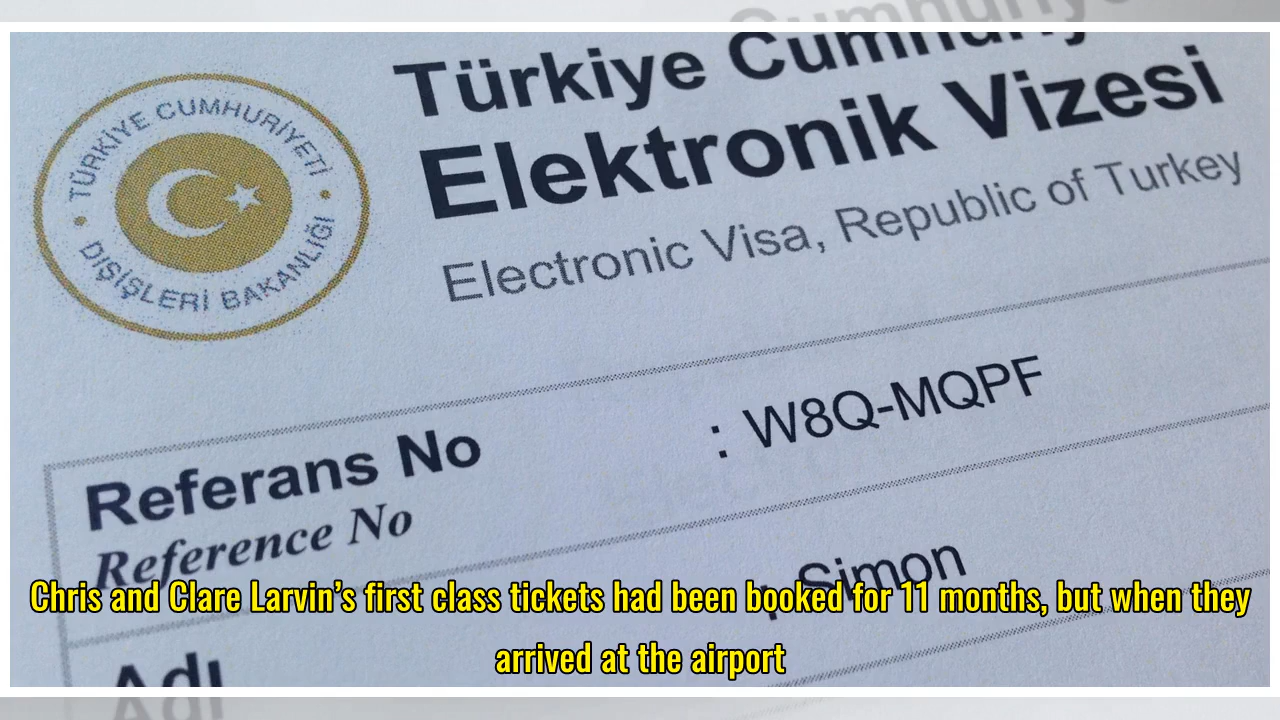 TÜRKİYE CUMHURİYETİ
DIŞİŞLERİ BAKANLIĞI
Türkiye Cumhuriye
Elektronik Vizesi
Electronic Visa, Republic of Turkey
Referans No
Reference No
: W8Q-MQPF
Adı
: Simon
Chris and Clare Larvin’s first class tickets had been booked for 11 months, but when they
arrived at the airport